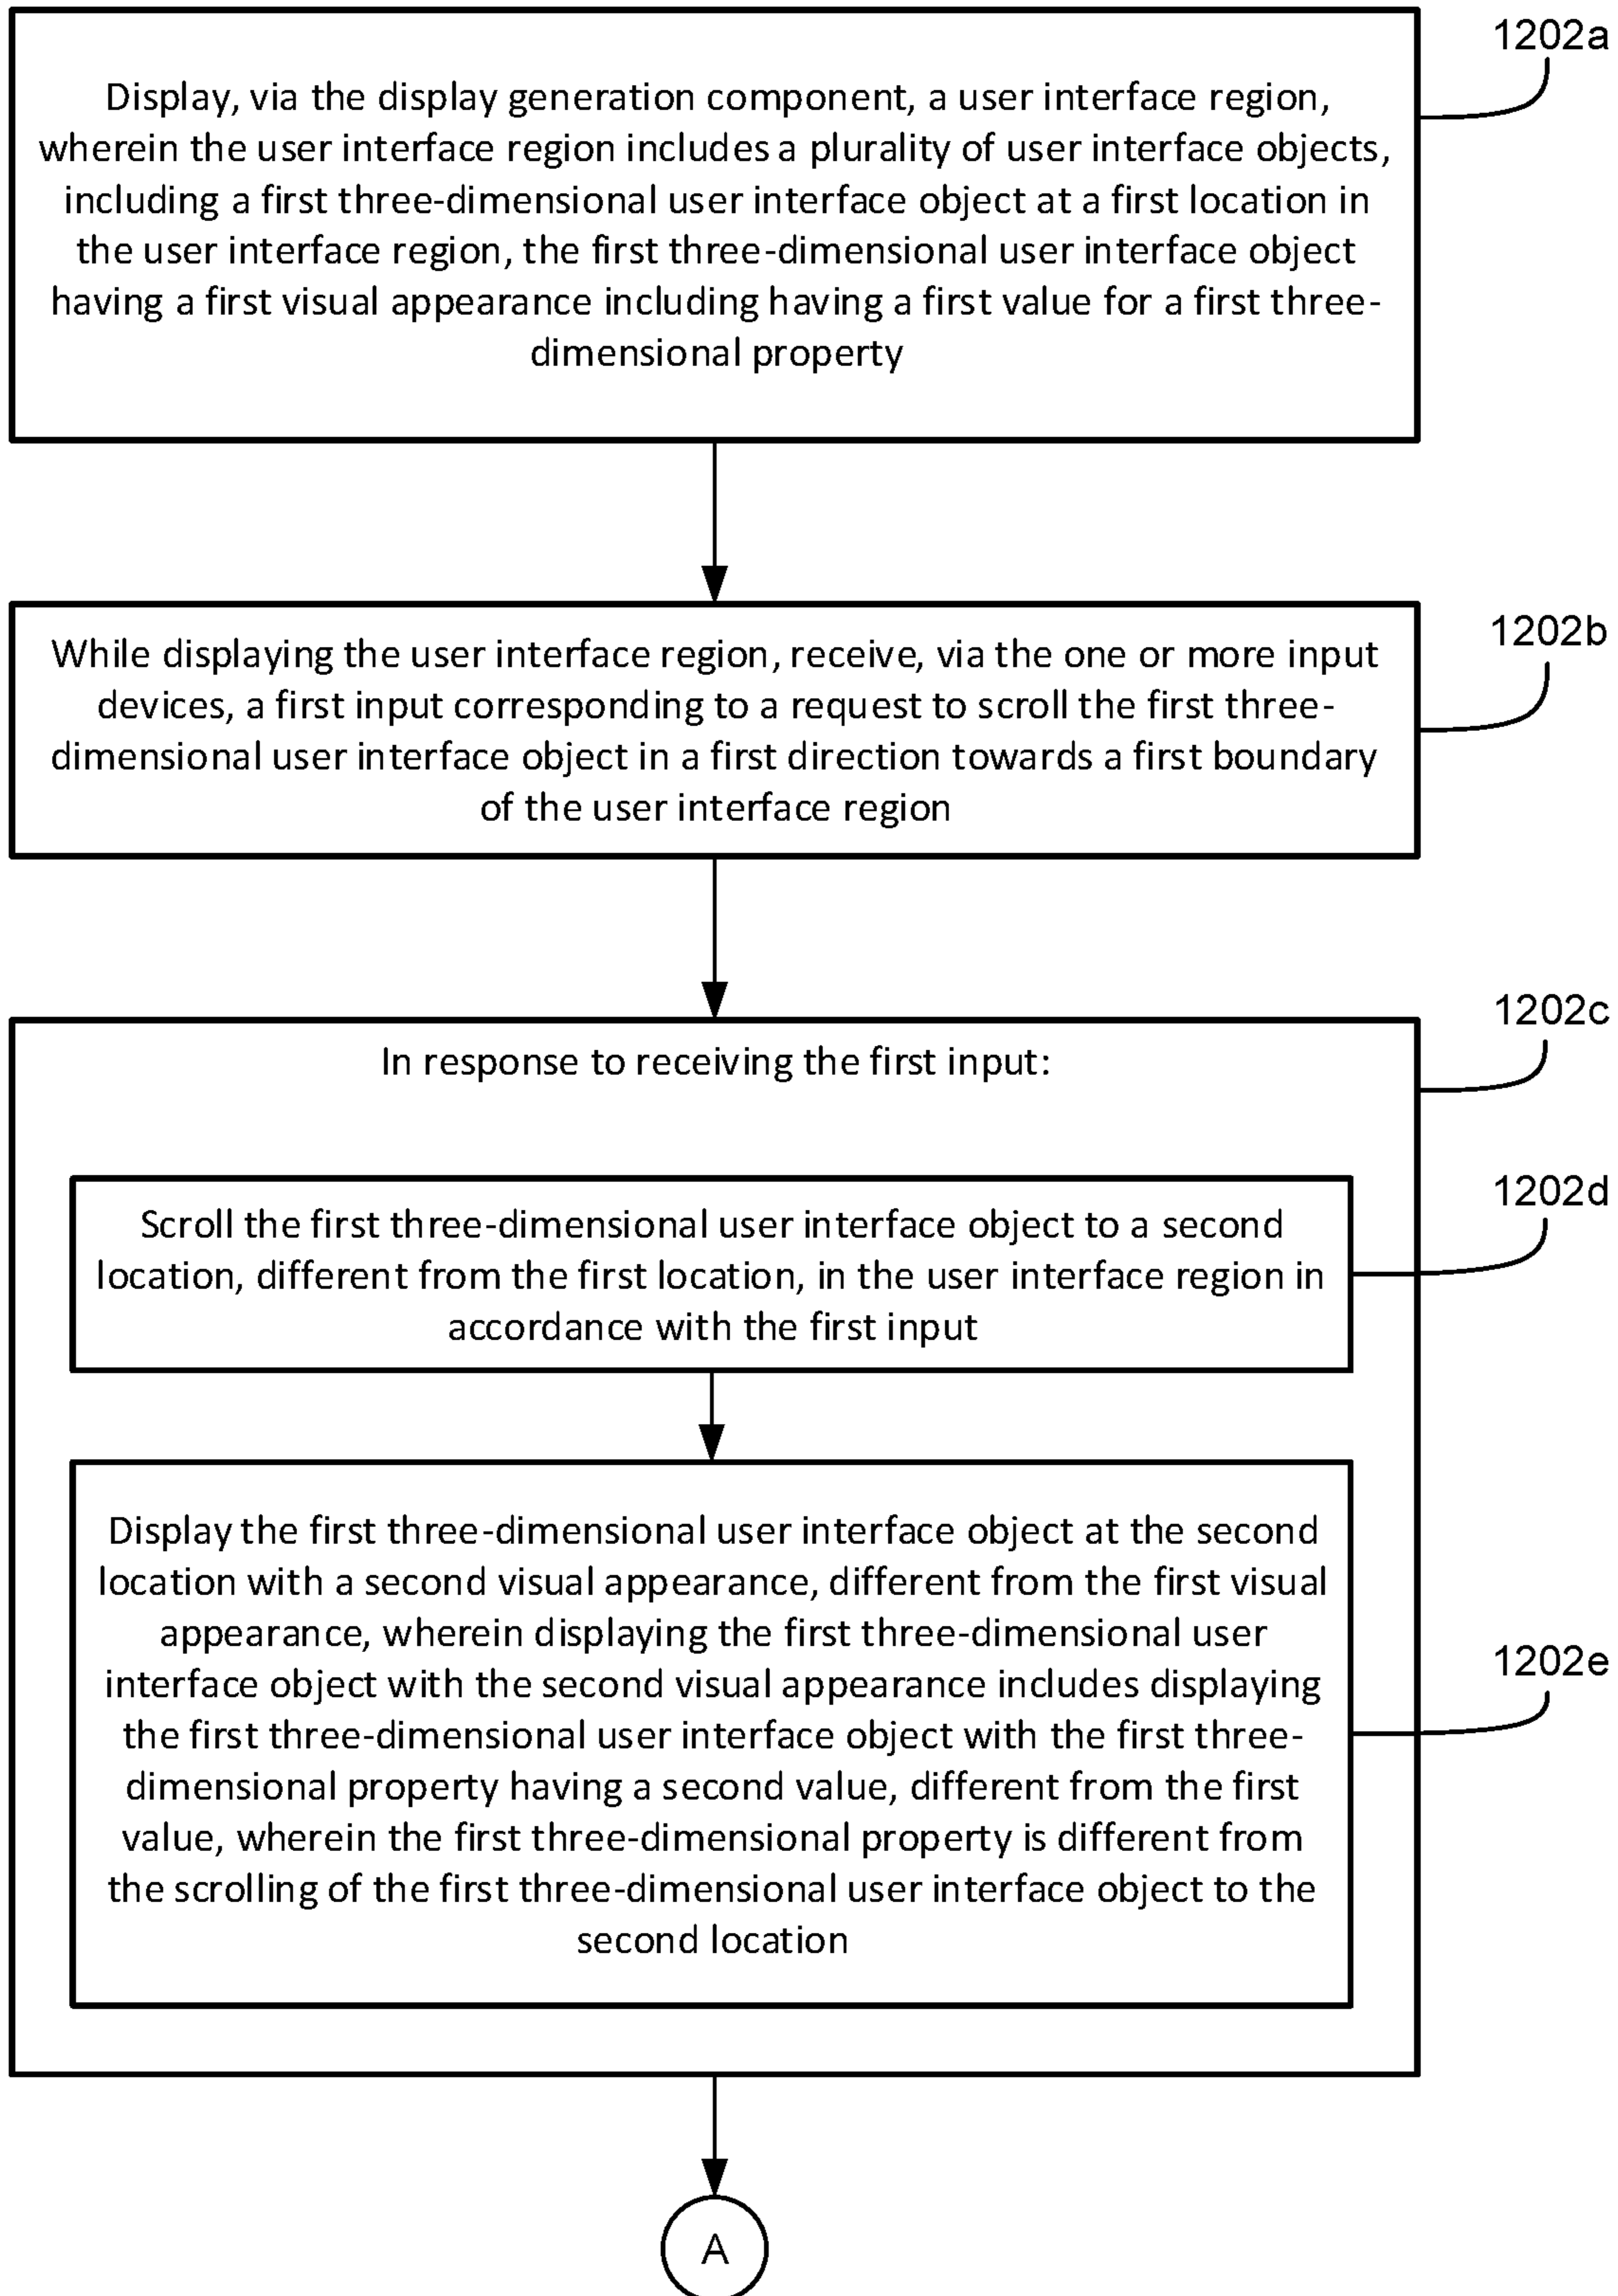 1202a
Display, via the display generation component, a user interface region,
wherein the user interface region includes a plurality of user interface objects,
including a first three-dimensional user interface object at a first location in
the user interface region, the first three-dimensional user interface object
having a first visual appearance including having a first value for a first three-
dimensional property
1202b
While displaying the user interface region, receive, via the one or more input
devices, a first input corresponding to a request to scroll the first three-
dimensional user interface object in a first direction towards a first boundary
of the user interface region
1202c
In response to receiving the first input:
1202d
Scroll the first three-dimensional user interface object to a second
location, different from the first location, in the user interface region in
accordance with the first input
1202e
Display the first three-dimensional user interface object at the second
location with a second visual appearance, different from the first visual
appearance, wherein displaying the first three-dimensional user
interface object with the second visual appearance includes displaying
the first three-dimensional user interface object with the first three-
dimensional property having a second value, different from the first
value, wherein the first three-dimensional property is different from
the scrolling of the first three-dimensional user interface object to the
second location
A